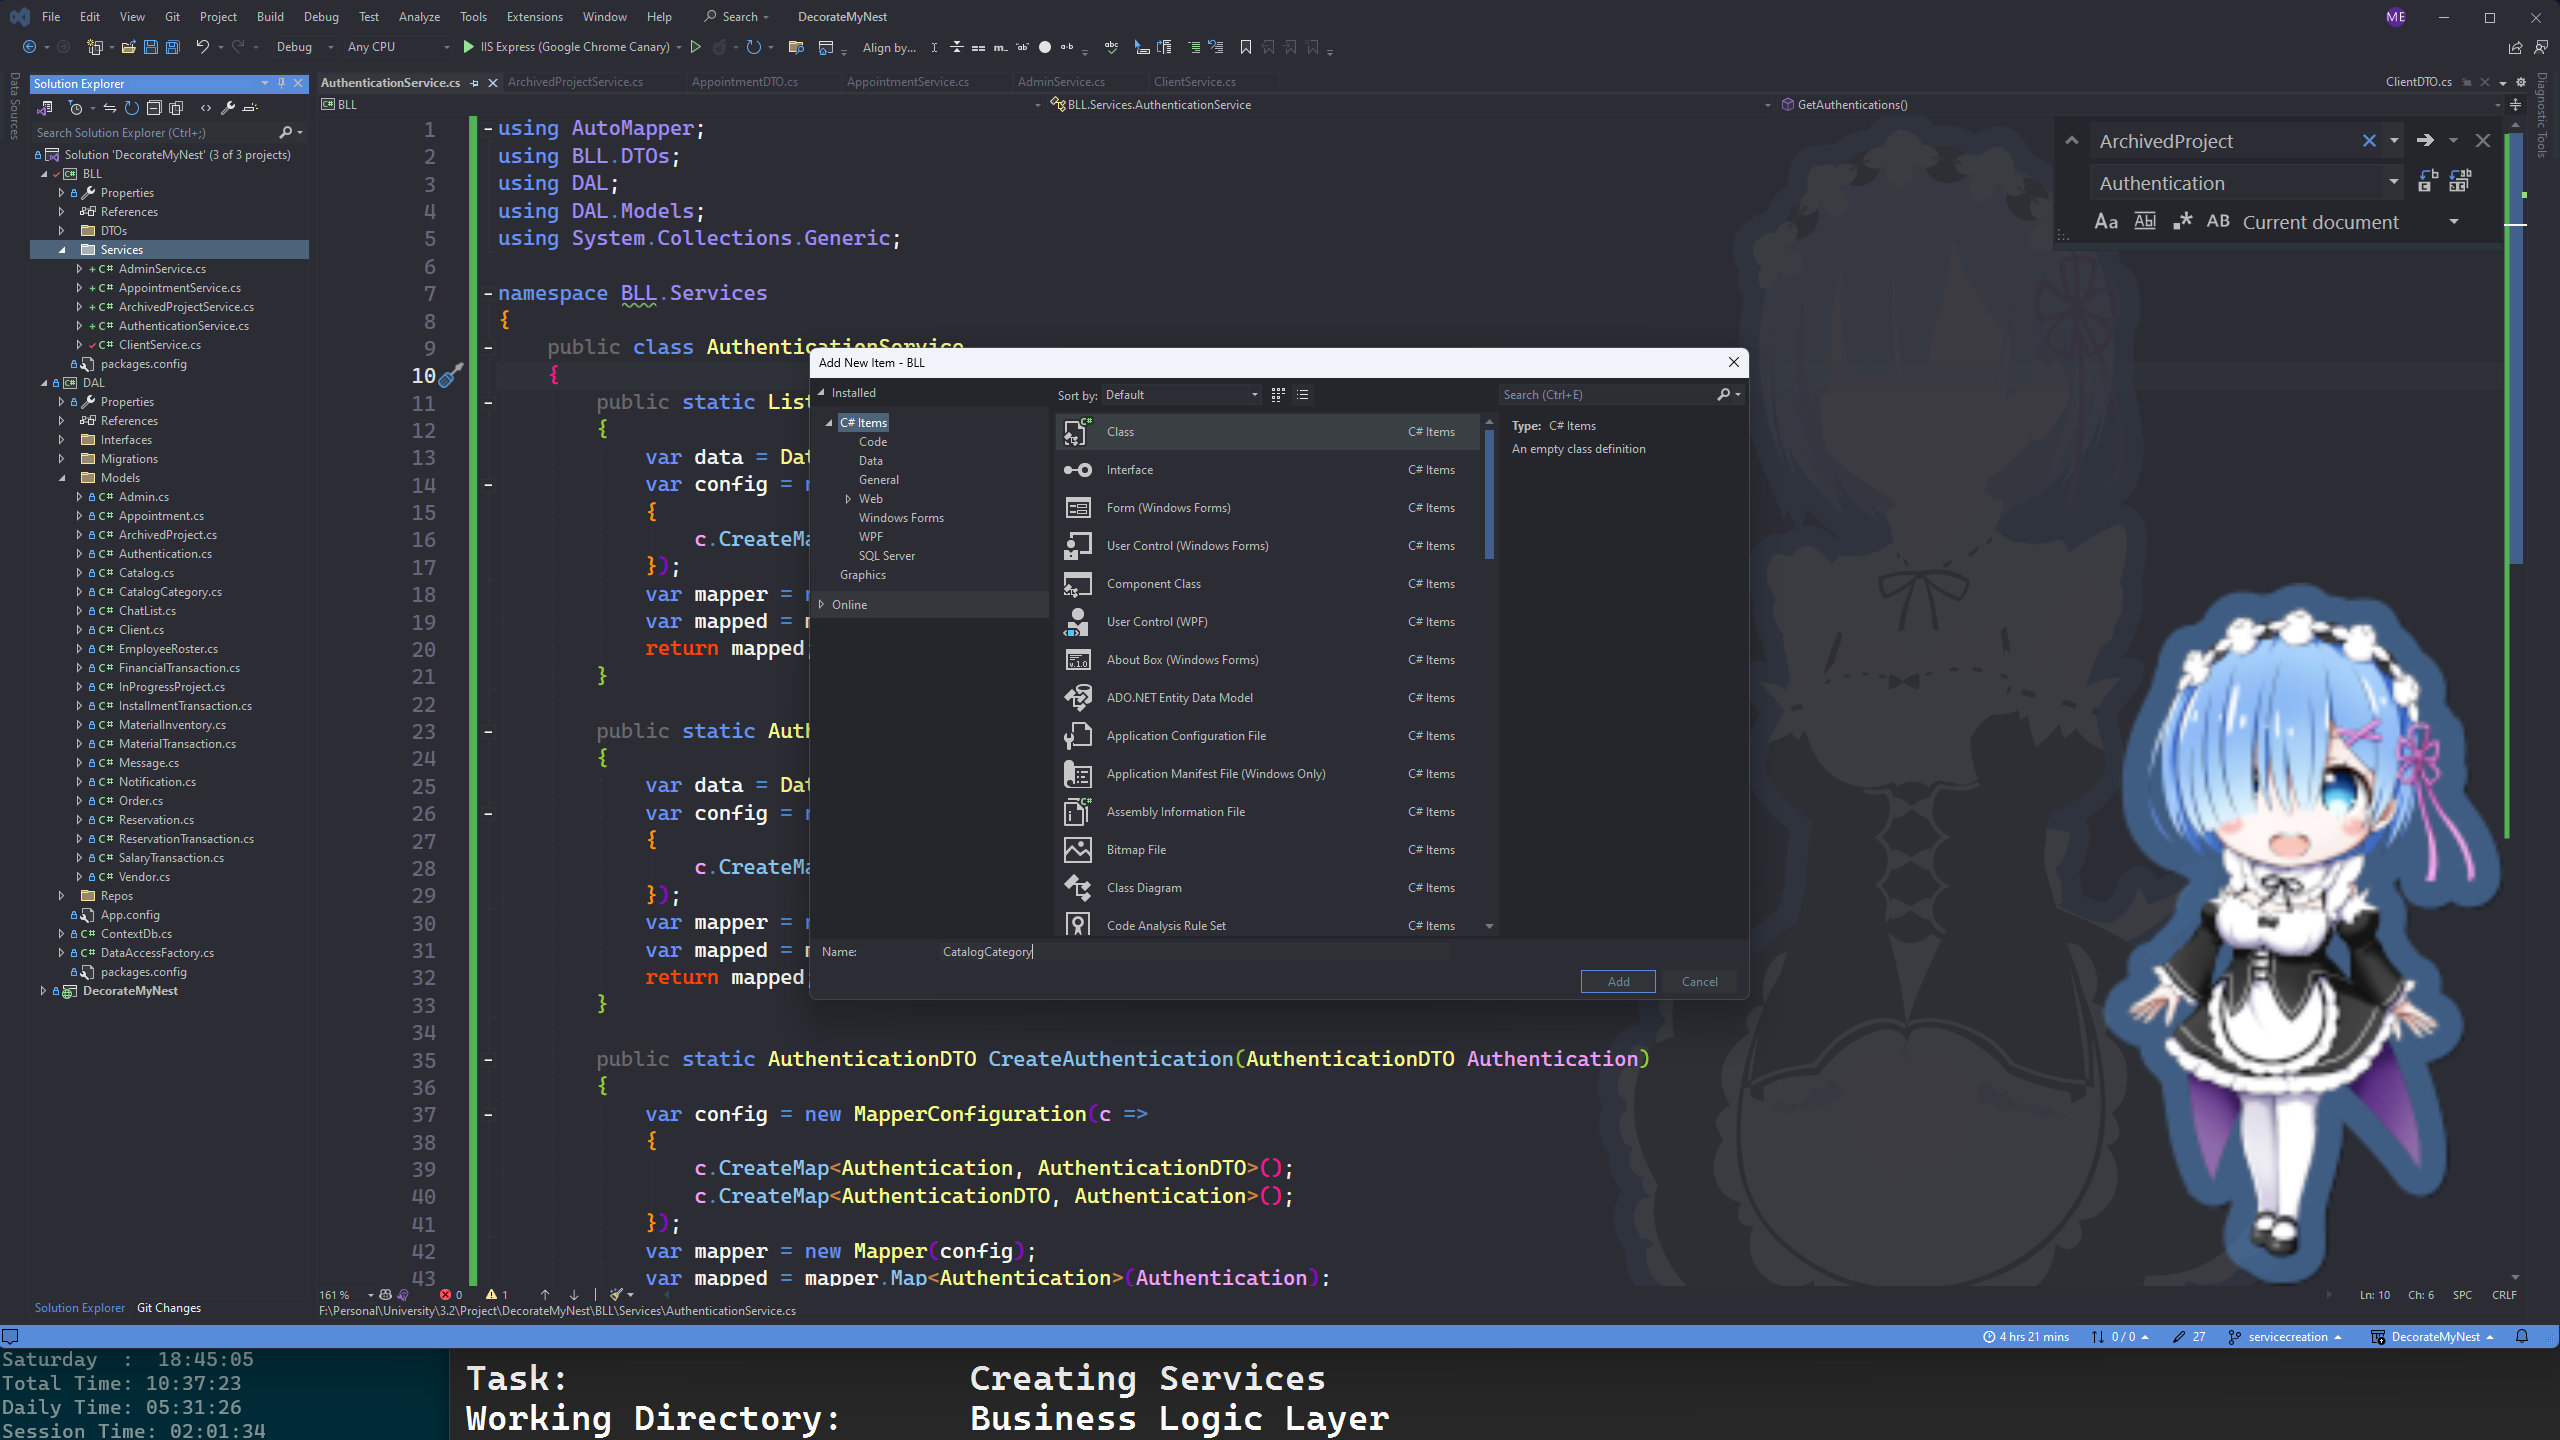 File Edit View Git Project Build Debug Test Analyze Tools Extensions Window Help Search DecorateMyNest ME
Debug Any CPU IIS Express (Google Chrome Canary) Align by...
Data Sources
Solution Explorer
Search Solution Explorer (Ctrl+;)
Solution 'DecorateMyNest' (3 of 3 projects)
BLL
Properties
References
DTOs
Services
AdminService.cs
AppointmentService.cs
ArchivedProjectService.cs
AuthenticationService.cs
ClientService.cs
packages.config
DAL
Properties
References
Interfaces
Migrations
Models
Admin.cs
Appointment.cs
ArchivedProject.cs
Authentication.cs
Catalog.cs
CatalogCategory.cs
ChatList.cs
Client.cs
EmployeeRoster.cs
FinancialTransaction.cs
InProgressProject.cs
InstallmentTransaction.cs
MaterialInventory.cs
MaterialTransaction.cs
Message.cs
Notification.cs
Order.cs
Reservation.cs
ReservationTransaction.cs
SalaryTransaction.cs
Vendor.cs
Repos
App.config
ContextDb.cs
DataAccessFactory.cs
packages.config
DecorateMyNest
Solution Explorer Git Changes
AuthenticationService.cs ArchivedProjectService.cs AppointmentDTO.cs AppointmentService.cs AdminService.cs ClientService.cs ClientDTO.cs
BLL BLL.Services.AuthenticationService GetAuthentications()
Diagnostic Tools
ArchivedProject
Authentication
Aa Abl .* AB Current document
1 using AutoMapper;
2 using BLL.DTOs;
3 using DAL;
4 using DAL.Models;
5 using System.Collections.Generic;
6
7 namespace BLL.Services
8 {
9 public class AuthenticationService
10 {
11 public static List
12 {
13 var data = Dat
14 var config = n
15 {
16 c.CreateMa
17 });
18 var mapper = n
19 var mapped = m
20 return mapped;
21 }
22
23 public static Auth
24 {
25 var data = Dat
26 var config = n
27 {
28 c.CreateMa
29 });
30 var mapper = n
31 var mapped = m
32 return mapped;
33 }
34
35 public static AuthenticationDTO CreateAuthentication(AuthenticationDTO Authentication)
36 {
37 var config = new MapperConfiguration(c =>
38 {
39 c.CreateMap<Authentication, AuthenticationDTO>();
40 c.CreateMap<AuthenticationDTO, Authentication>();
41 });
42 var mapper = new Mapper(config);
43 var mapped = mapper.Map<Authentication>(Authentication);
Add New Item - BLL
Installed
C# Items
Code
Data
General
Web
Windows Forms
WPF
SQL Server
Graphics
Online
Sort by: Default
Search (Ctrl+E)
Class C# Items
Interface C# Items
Form (Windows Forms) C# Items
User Control (Windows Forms) C# Items
Component Class C# Items
User Control (WPF) C# Items
About Box (Windows Forms) C# Items
ADO.NET Entity Data Model C# Items
Application Configuration File C# Items
Application Manifest File (Windows Only) C# Items
Assembly Information File C# Items
Bitmap File C# Items
Class Diagram C# Items
Code Analysis Rule Set C# Items
Type: C# Items
An empty class definition
Name: CatalogCategory
Add Cancel
161 % 0 1 Ln: 10 Ch: 6 SPC CRLF
F:\Personal\University\3.2\Project\DecorateMyNest\BLL\Services\AuthenticationService.cs
4 hrs 21 mins 0 / 0 27 servicecreation DecorateMyNest
Saturday : 18:45:05
Total Time: 10:37:23
Daily Time: 05:31:26
Session Time: 02:01:34
Task: Creating Services
Working Directory: Business Logic Layer